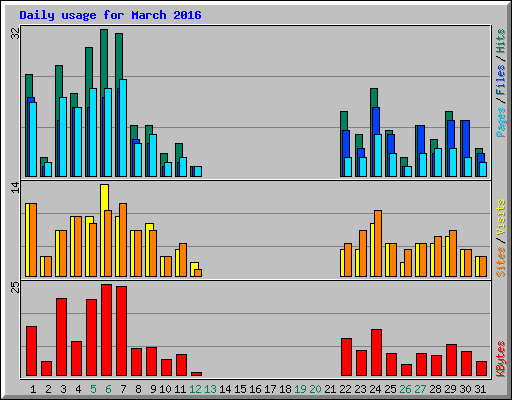 Daily usage for March 2016
32
Pages / Files / Hits
14
Sites / Visits
25
KBytes
1 2 3 4 5 6 7 8 9 10 11 12 13 14 15 16 17 18 19 20 21 22 23 24 25 26 27 28 29 30 31